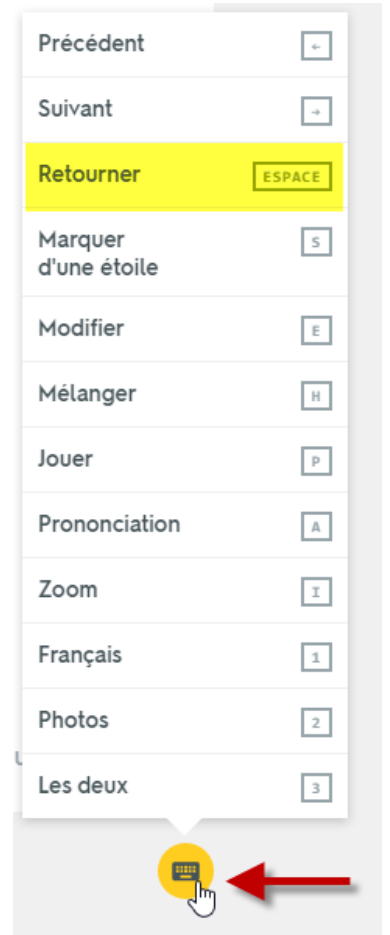 Précédent ←
Suivant →
Retourner ESPACE
Marquer S
d'une étoile
Modifier E
Mélanger H
Jouer P
Prononciation A
Zoom I
Français 1
Photos 2
Les deux 3